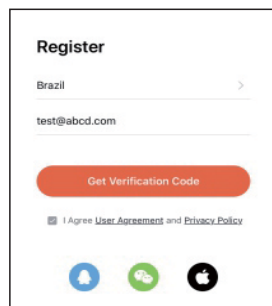 Register
Brazil
test@abcd.com
Get Verification Code
I Agree User Agreement and Privacy Policy